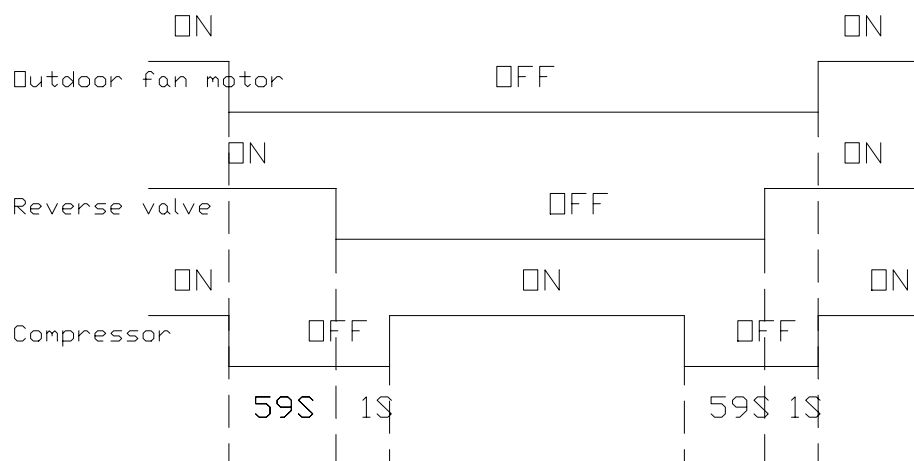 ON ON
Outdoor fan motor OFF
ON ON
Reverse valve OFF
ON ON ON
Compressor OFF OFF
59S 1S 59S 1S